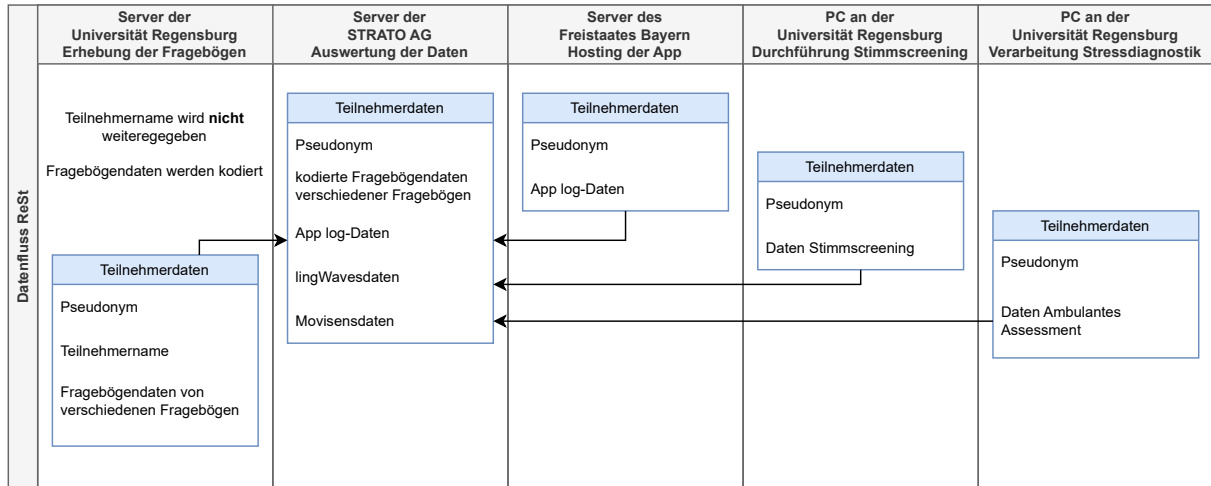 Server der
Universität Regensburg
Erhebung der Fragebögen
Server der
STRATO AG
Auswertung der Daten
Server des
Freistaates Bayern
Hosting der App
PC an der
Universität Regensburg
Durchführung Stimmscreening
PC an der
Universität Regensburg
Verarbeitung Stressdiagnostik
Datenfluss ReSt
Teilnehmername wird nicht
weiteregegeben
Fragebögendaten werden kodiert
Teilnehmerdaten
Pseudonym
Teilnehmername
Fragebögendaten von
verschiedenen Fragebögen
Teilnehmerdaten
Pseudonym
kodierte Fragebögendaten
verschiedener Fragebögen
App log-Daten
lingWavesdaten
Movisensdaten
Teilnehmerdaten
Pseudonym
App log-Daten
Teilnehmerdaten
Pseudonym
Daten Stimmscreening
Teilnehmerdaten
Pseudonym
Daten Ambulantes
Assessment